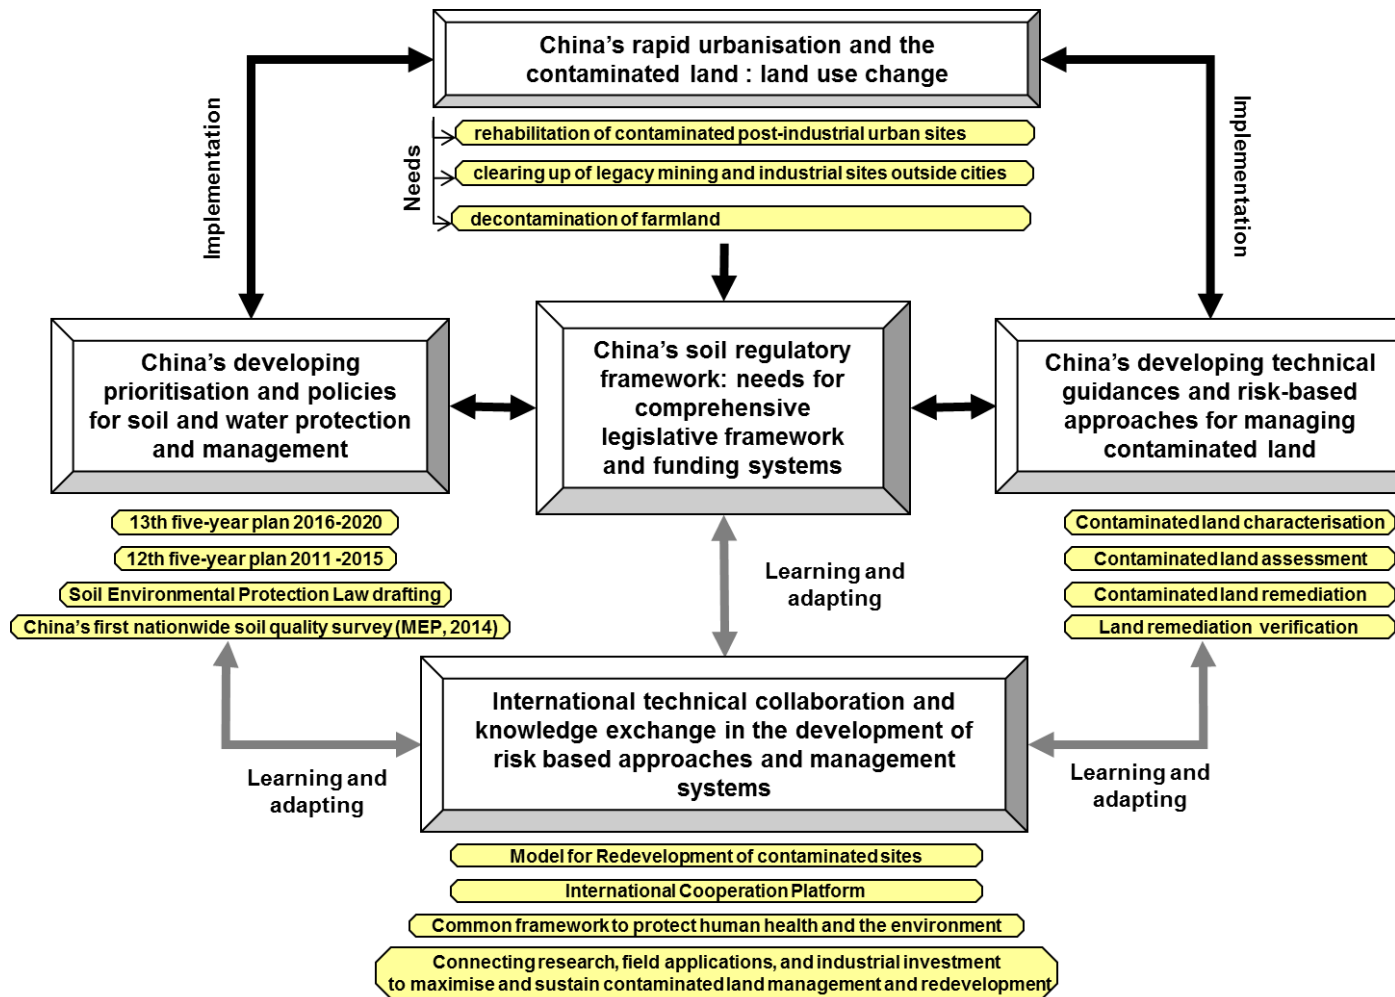 China's rapid urbanisation and the
contaminated land : land use change
Implementation
Implementation
Needs
rehabilitation of contaminated post-industrial urban sites
clearing up of legacy mining and industrial sites outside cities
decontamination of farmland
China's developing
prioritisation and policies
for soil and water protection
and management
China's soil regulatory
framework: needs for
comprehensive
legislative framework
and funding systems
China's developing technical
guidances and risk-based
approaches for managing
contaminated land
13th five-year plan 2016-2020
12th five-year plan 2011-2015
Soil Environmental Protection Law drafting
China's first nationwide soil quality survey (MEP, 2014)
Contaminated land characterisation
Contaminated land assessment
Contaminated land remediation
Land remediation verification
Learning and
adapting
International technical collaboration and
knowledge exchange in the development of
risk based approaches and management
systems
Learning and
adapting
Learning and
adapting
Model for Redevelopment of contaminated sites
International Cooperation Platform
Common framework to protect human health and the environment
Connecting research, field applications, and industrial investment
to maximise and sustain contaminated land management and redevelopment